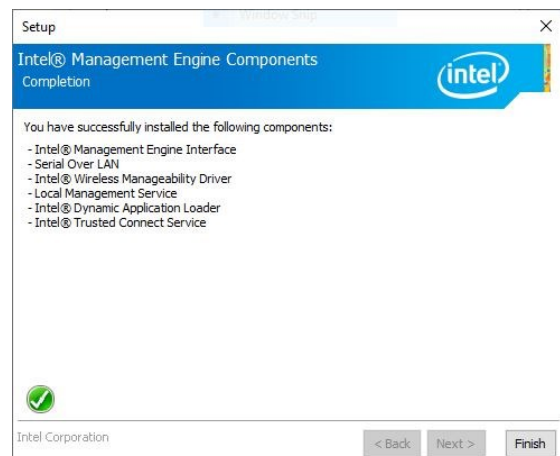 Window Snip
Setup
Intel® Management Engine Components
Completion
intel
You have successfully installed the following components:
- Intel® Management Engine Interface
- Serial Over LAN
- Intel® Wireless Manageability Driver
- Local Management Service
- Intel® Dynamic Application Loader
- Intel® Trusted Connect Service
Intel Corporation
< Back
Next >
Finish